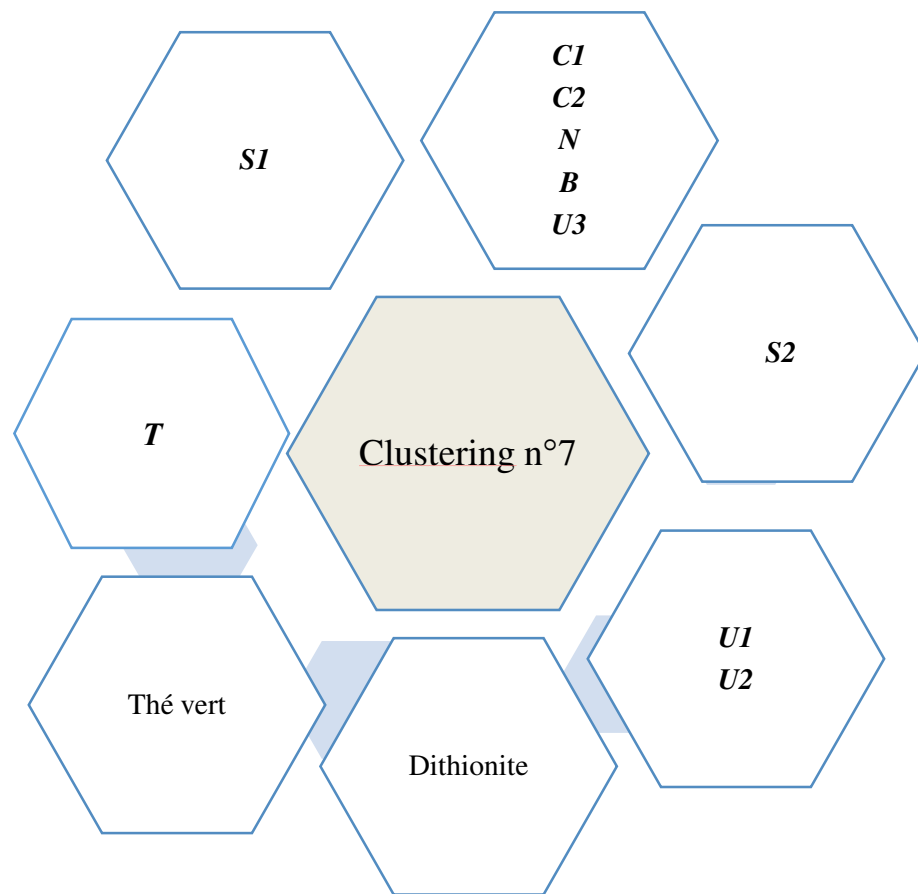 C1
C2
N
B
U3
S1
S2
T
Clustering n°7
U1
U2
Thé vert
Dithionite